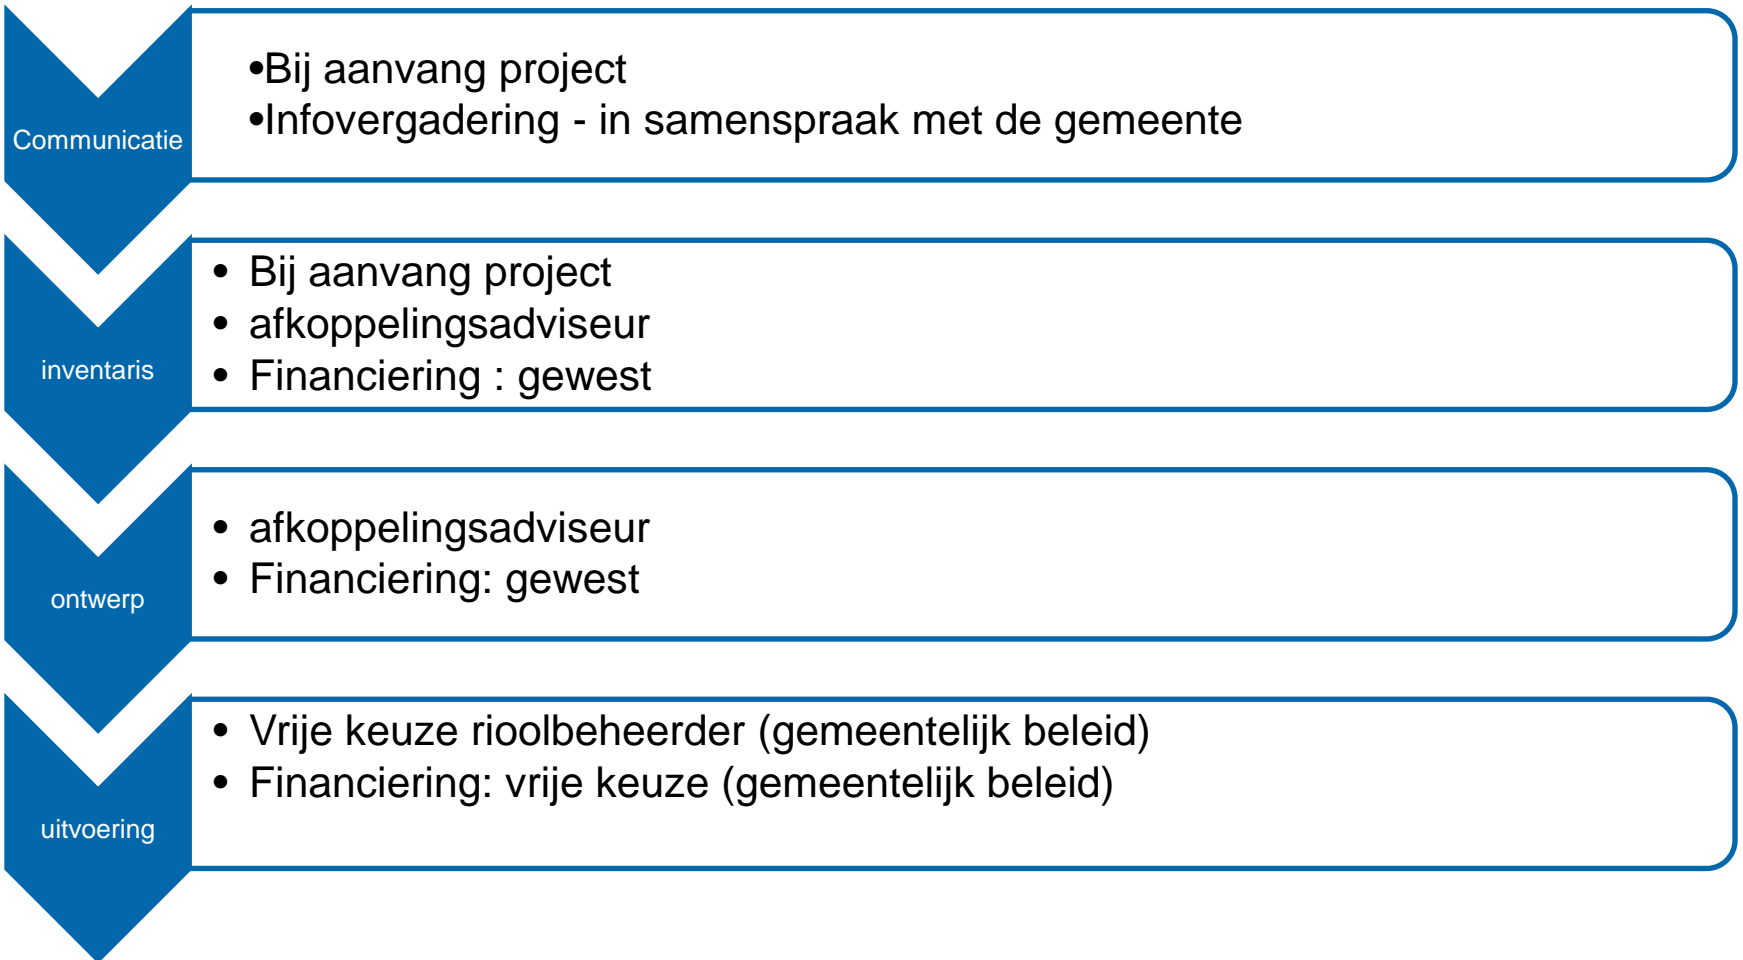 Communicatie
•Bij aanvang project
•Infovergadering - in samenspraak met de gemeente
inventaris
• Bij aanvang project
• afkoppelingsadviseur
• Financiering : gewest
ontwerp
• afkoppelingsadviseur
• Financiering: gewest
uitvoering
• Vrije keuze rioolbeheerder (gemeentelijk beleid)
• Financiering: vrije keuze (gemeentelijk beleid)